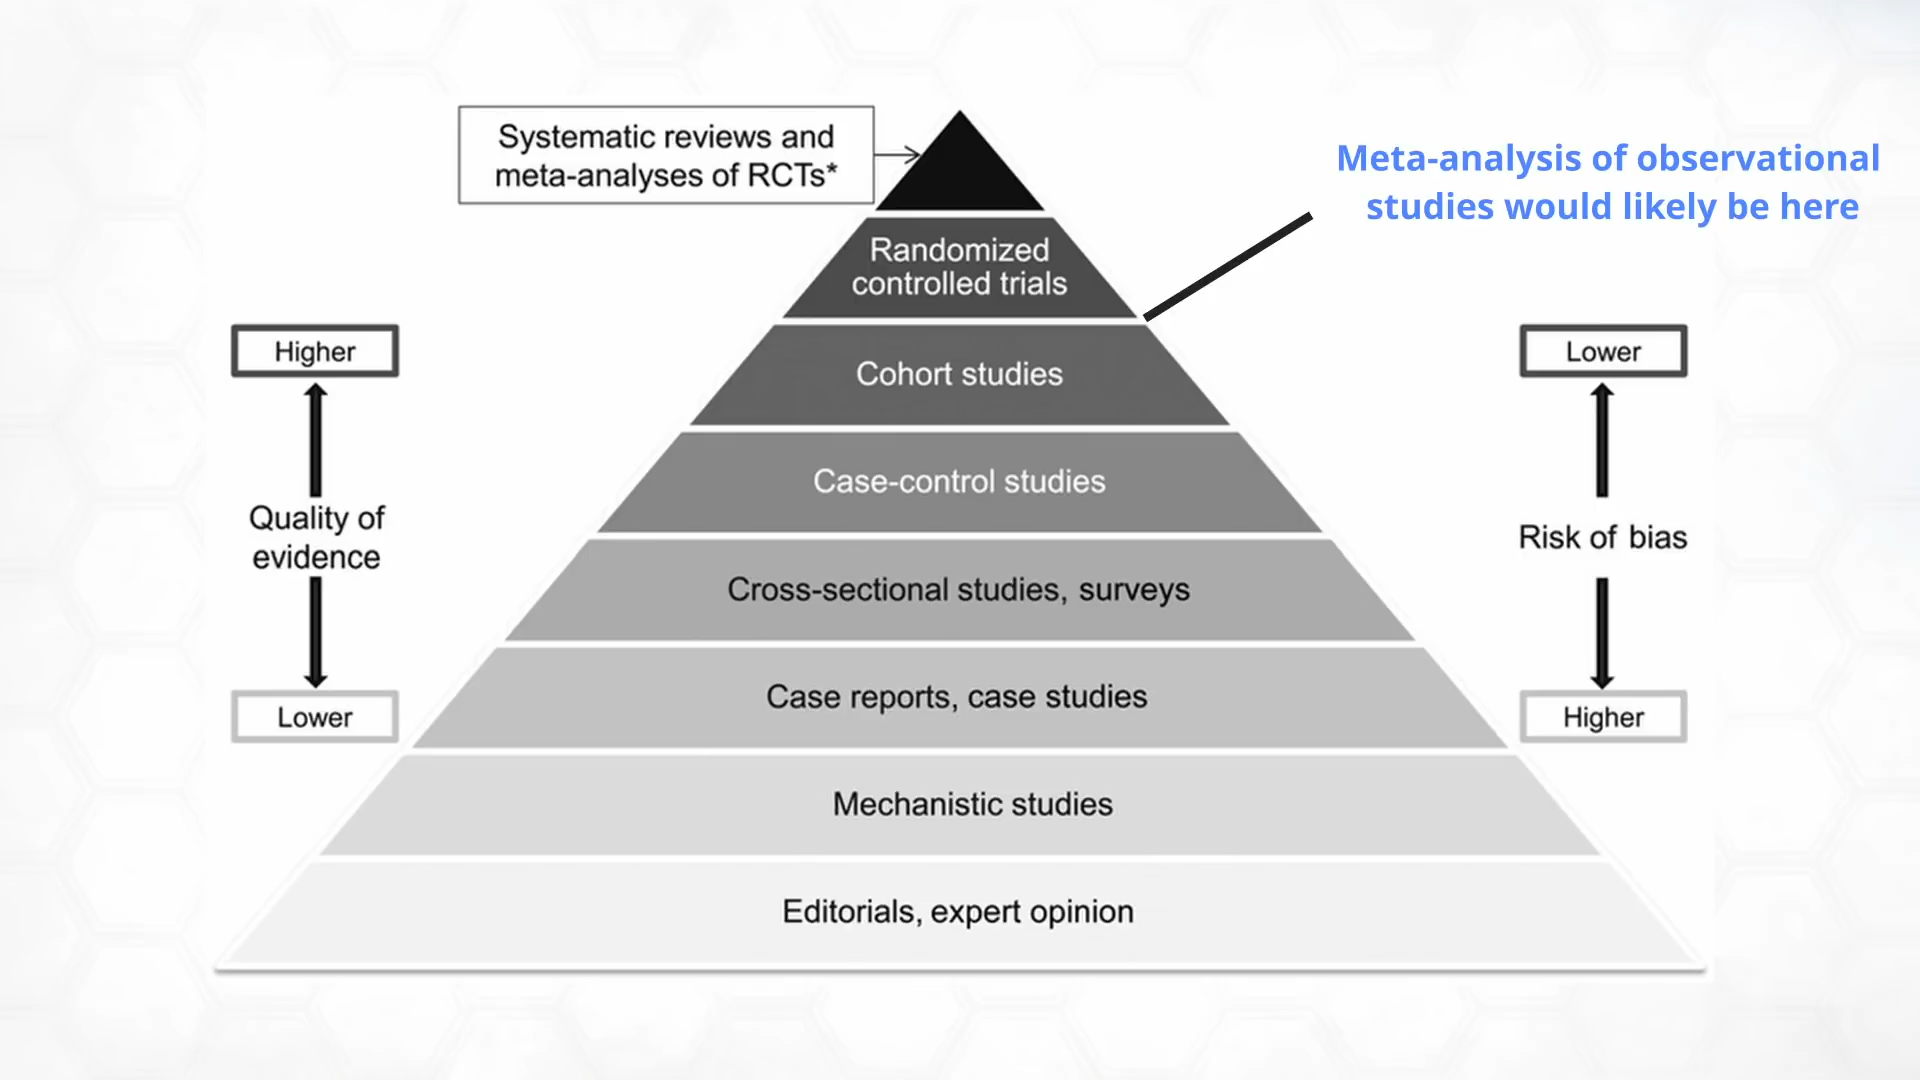 Systematic reviews and
meta-analyses of RCTs*
Meta-analysis of observational
studies would likely be here
Randomized
controlled trials
Higher
Lower
Cohort studies
Case-control studies
Quality of
evidence
Risk of bias
Cross-sectional studies, surveys
Case reports, case studies
Lower
Higher
Mechanistic studies
Editorials, expert opinion